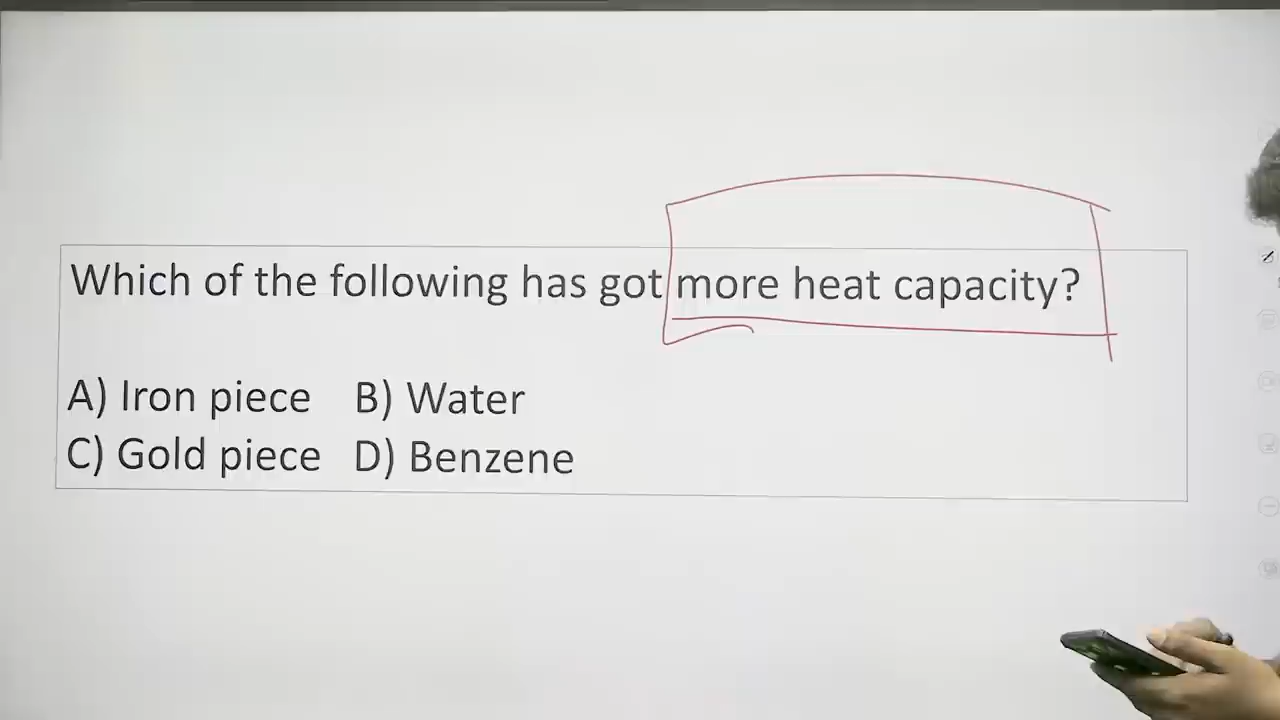 Which of the following has got more heat capacity?
A) Iron piece B) Water
C) Gold piece D) Benzene